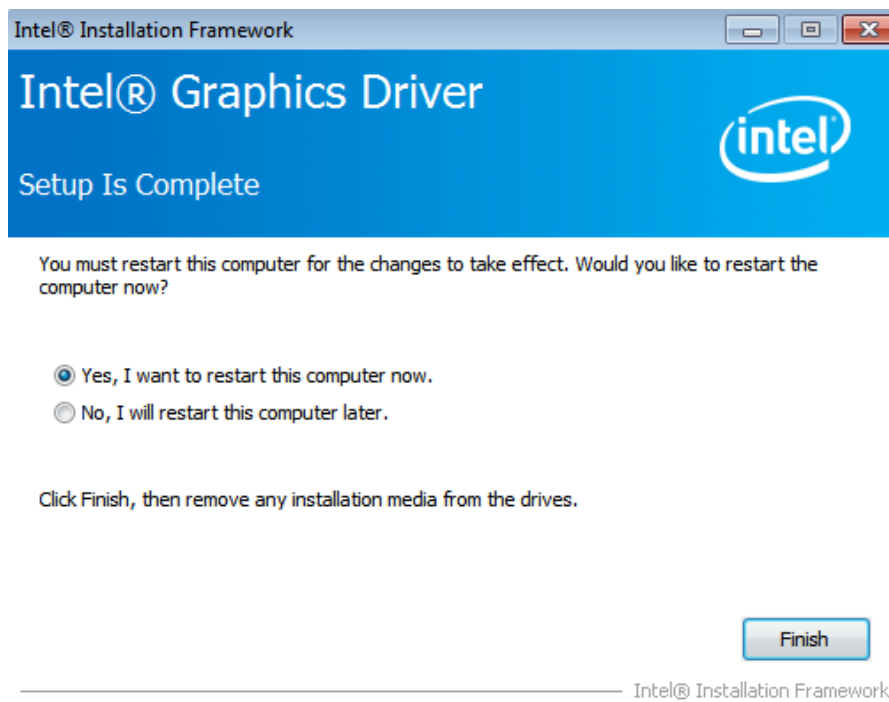 Intel® Installation Framework
Intel® Graphics Driver
intel
Setup Is Complete
You must restart this computer for the changes to take effect. Would you like to restart the
computer now?
Yes, I want to restart this computer now.
No, I will restart this computer later.
Click Finish, then remove any installation media from the drives.
Finish
Intel® Installation Framework